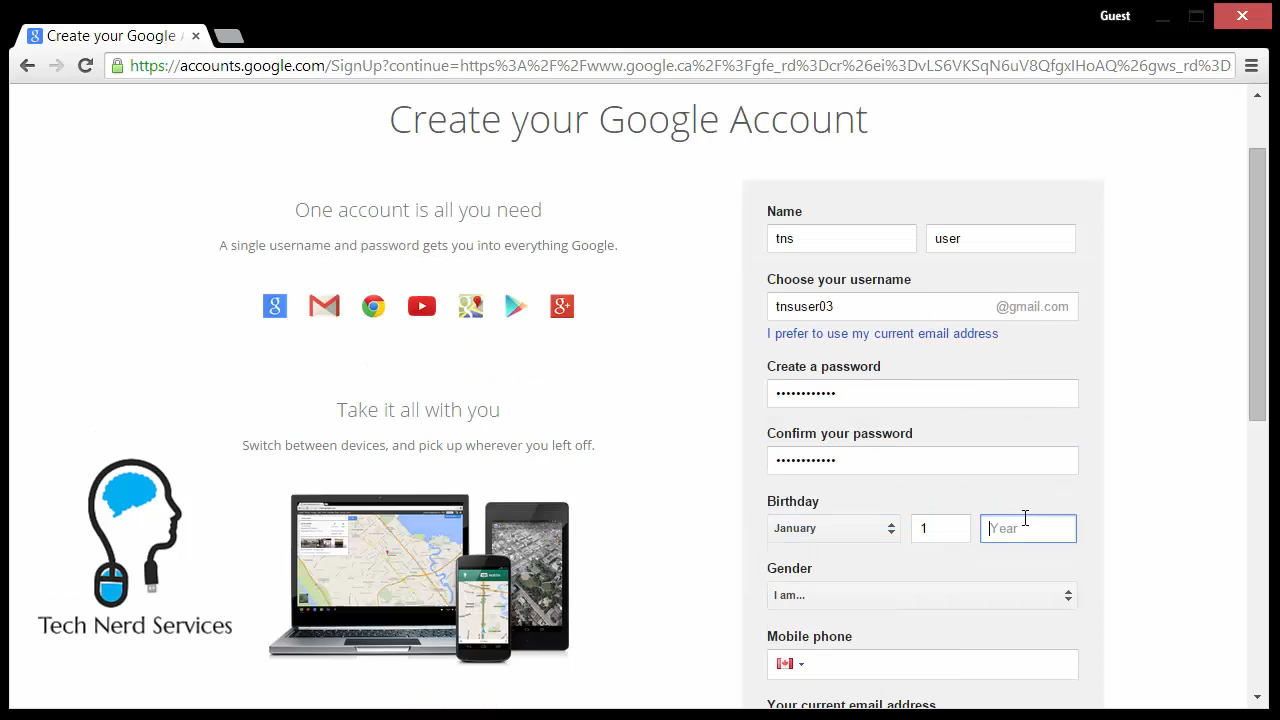 Guest
Create your Google A
https://accounts.google.com/SignUp?continue=https%3A%2F%2Fwww.google.ca%2F%3Fgfe_rd%3Dcr%26ei%3DvLS6VKSqN6uV8QfgxIHoAQ%26gws_rd%3D
Create your Google Account
One account is all you need
A single username and password gets you into everything Google.
Name
tns user
Choose your username
tnsuser03 @gmail.com
I prefer to use my current email address
Create a password
••••••••••••
Confirm your password
••••••••••••
Birthday
January 1 Year
Gender
I am...
Mobile phone
Your current email address
Take it all with you
Switch between devices, and pick up wherever you left off.
Tech Nerd Services